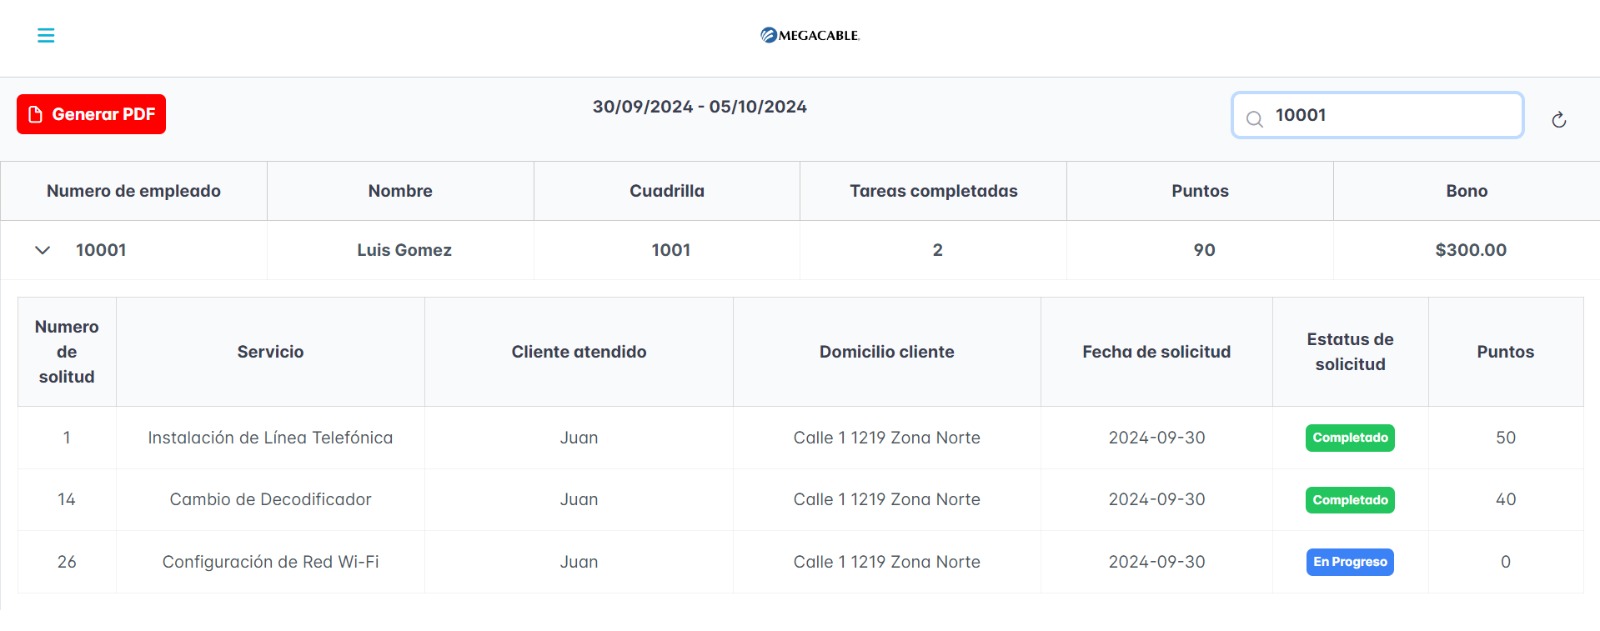 MEGACABLE
Generar PDF
30/09/2024 - 05/10/2024
10001
Numero de empleado Nombre Cuadrilla Tareas completadas Puntos Bono
10001 Luis Gomez 1001 2 90 $300.00
Numero de solitud Servicio Cliente atendido Domicilio cliente Fecha de solicitud Estatus de solicitud Puntos
1 Instalación de Línea Telefónica Juan Calle 1 1219 Zona Norte 2024-09-30 Completado 50
14 Cambio de Decodificador Juan Calle 1 1219 Zona Norte 2024-09-30 Completado 40
26 Configuración de Red Wi-Fi Juan Calle 1 1219 Zona Norte 2024-09-30 En Progreso 0